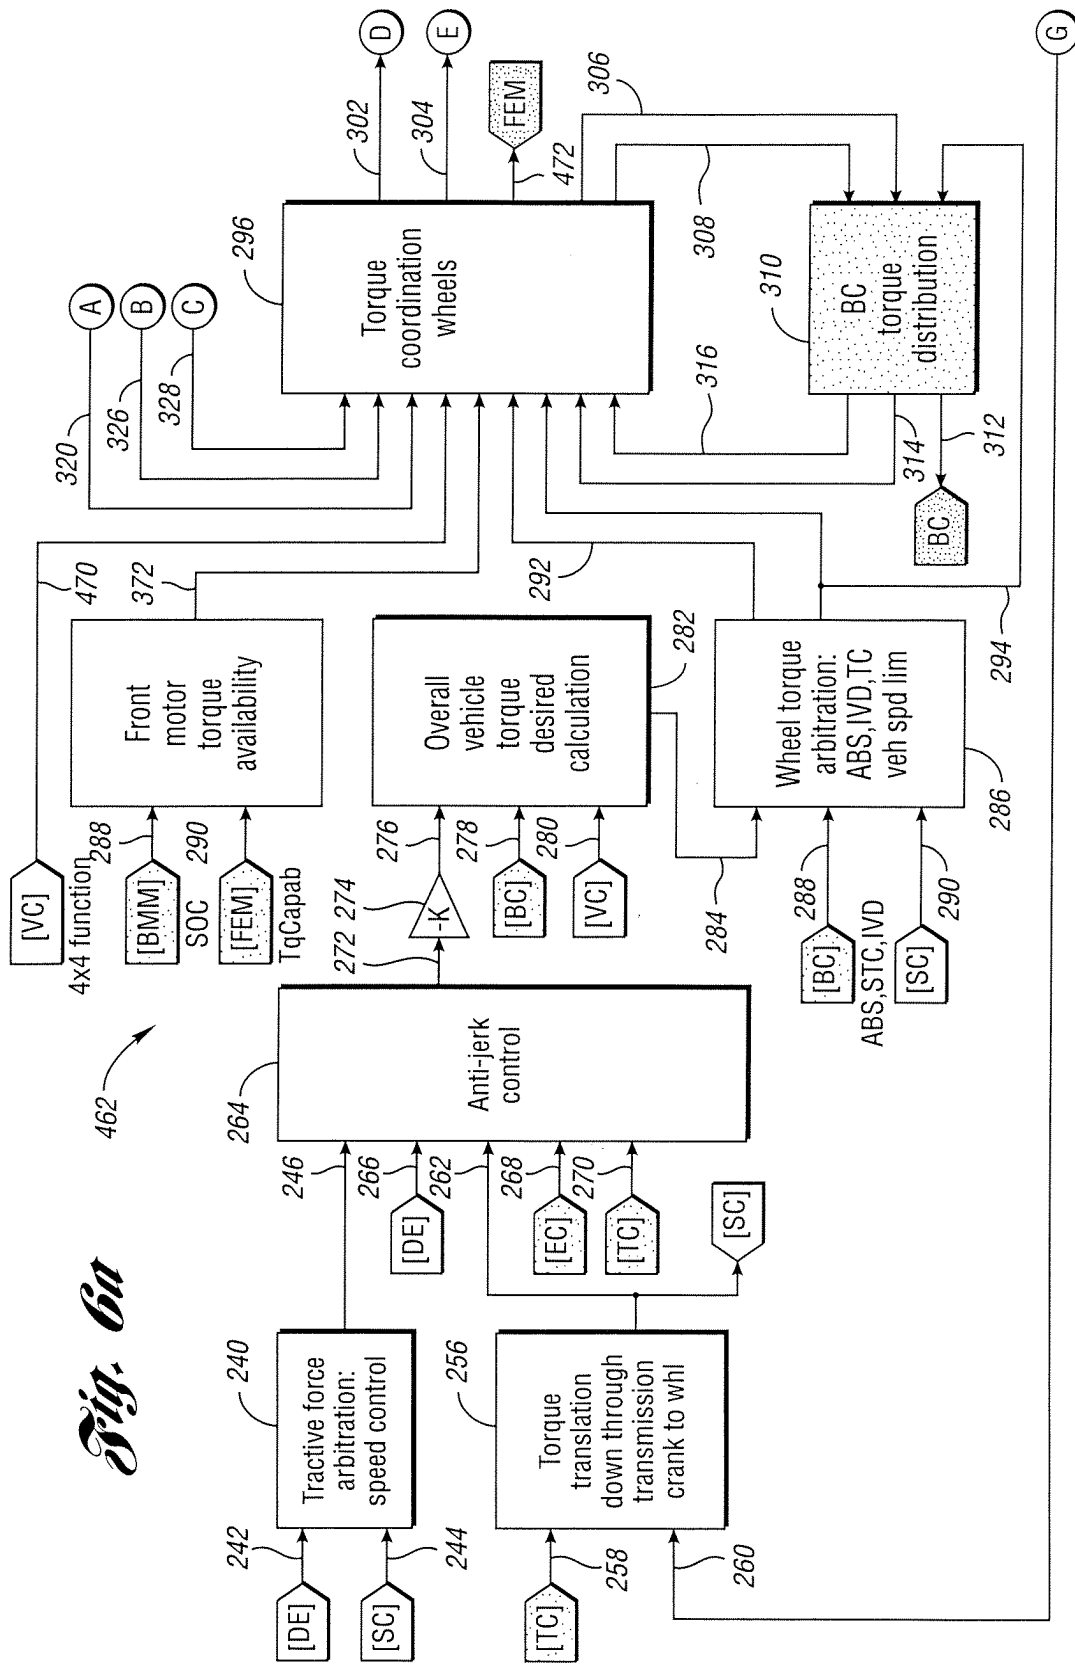 Fig. 6a
462
[DE]
242
[SC]
244
240
Tractive force
arbitration:
speed control
246
[TC]
258
260
256
Torque
translation
down through
transmission
crank to whl
[SC]
[DE]
266
262
[EC]
268
[TC]
270
264
Anti-jerk
control
272
274
-K
276
[BC]
278
[VC]
280
Overall
vehicle
torque
desired
calculation
282
284
[VC]
4x4 function
470
[BMM]
SOC
288
[FEM]
TqCapab
290
Front
motor
torque
availability
372
[BC]
ABS,STC,IVD
288
[SC]
290
Wheel torque
arbitration:
ABS,IVD,TC
veh spd lim
286
292
294
320
A
326
B
328
C
296
Torque
coordination
wheels
302
D
304
E
FEM
472
306
308
310
BC
torque
distribution
316
314
312
BC
G